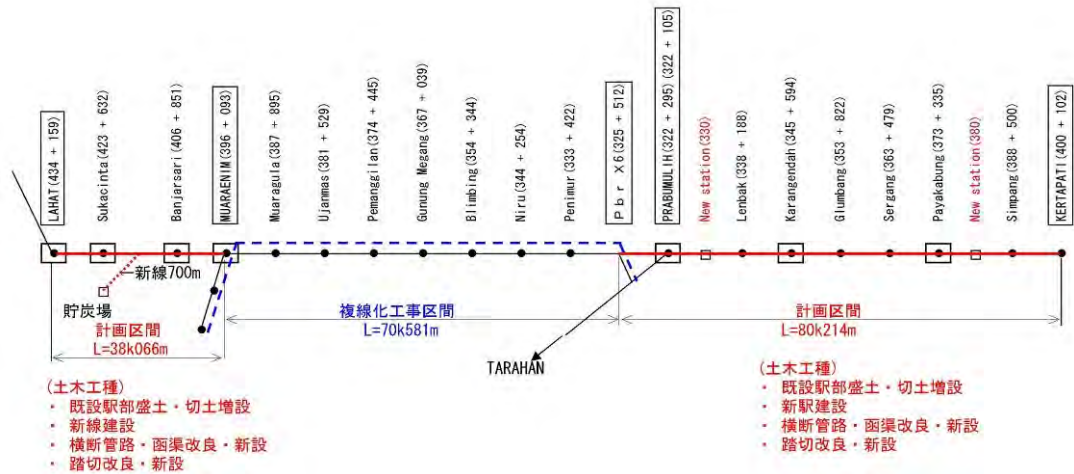 LAHAT(434 + 159)
Sukacinta(423 + 632)
Banjarsari(406 + 851)
MUARAENIM(396 + 093)
Muaragula(387 + 895)
Ujanmas(381 + 529)
Pemanggilan(374 + 445)
Gunung Megang(367 + 039)
Blimbing(354 + 344)
Niru(344 + 254)
Penimur(333 + 422)
Pbr X6(325 + 512)
PRABUMULIH(322 + 295)(322 + 105)
New station(330)
Lenbak(338 + 188)
Karangendah(345 + 594)
Glumbang(353 + 822)
Sergang(363 + 479)
Payakabung(373 + 335)
New station(380)
Simpang(388 + 500)
KERTAPATI(400 + 102)
新線700m
貯炭場
計画区間
L=38k066m
複線化工事区間
L=70k581m
計画区間
L=80k214m
TARAHAN
(土木工種)
・ 既設駅部盛土・切土増設
・ 新線建設
・ 横断管路・函渠改良・新設
・ 踏切改良・新設
(土木工種)
・ 既設駅部盛土・切土増設
・ 新駅建設
・ 横断管路・函渠改良・新設
・ 踏切改良・新設